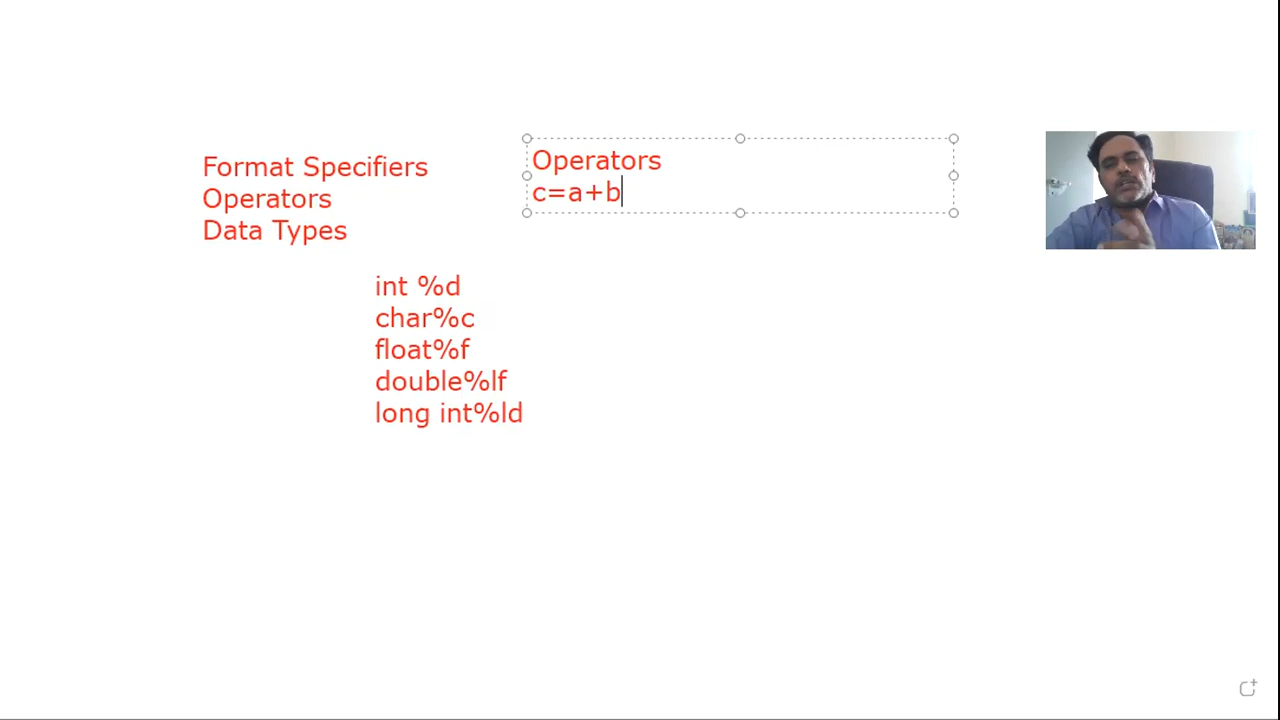 Format Specifiers
Operators
Data Types
Operators
c=a+b
int %d
char%c
float%f
double%lf
long int%ld